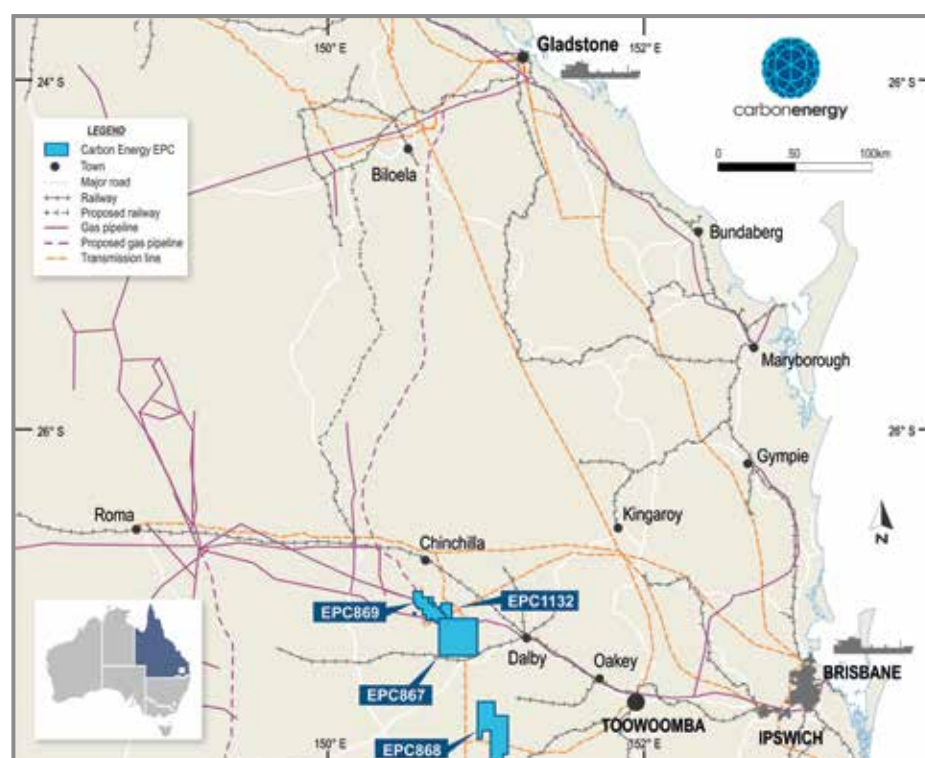 150° E
152° E
Gladstone
24° S
26° S
carbonenergy
LEGEND
Carbon Energy EPC
Town
Major road
Railway
Proposed railway
Gas pipeline
Proposed gas pipeline
Transmission line
0 50 100km
Biloela
Bundaberg
Maryborough
26° S
26° S
Gympie
Kingaroy
N
Roma
Chinchilla
EPC869
EPC1132
Dalby
EPC867
Oakey
BRISBANE
TOOWOOMBA
IPSWICH
EPC868
150° E
152° E